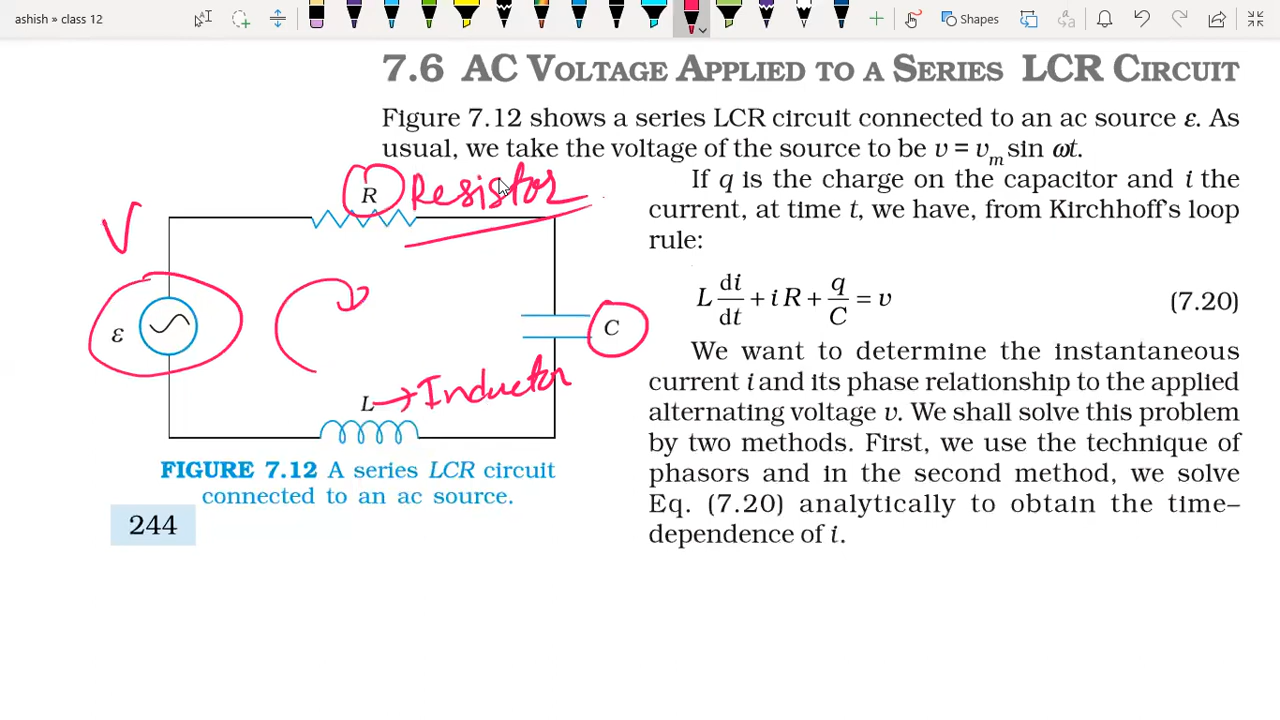 ashish » class 12
Shapes
7.6 AC VOLTAGE APPLIED TO A SERIES LCR CIRCUIT
Figure 7.12 shows a series LCR circuit connected to an ac source ε. As
usual, we take the voltage of the source to be v = vm sin ωt.
If q is the charge on the capacitor and i the
current, at time t, we have, from Kirchhoff's loop
rule:
L di/dt + i R + q/C = v (7.20)
We want to determine the instantaneous
current i and its phase relationship to the applied
alternating voltage v. We shall solve this problem
by two methods. First, we use the technique of
phasors and in the second method, we solve
Eq. (7.20) analytically to obtain the time–
dependence of i.
R Resistor
V
ε
C
L → Inductor
FIGURE 7.12 A series LCR circuit
connected to an ac source.
244